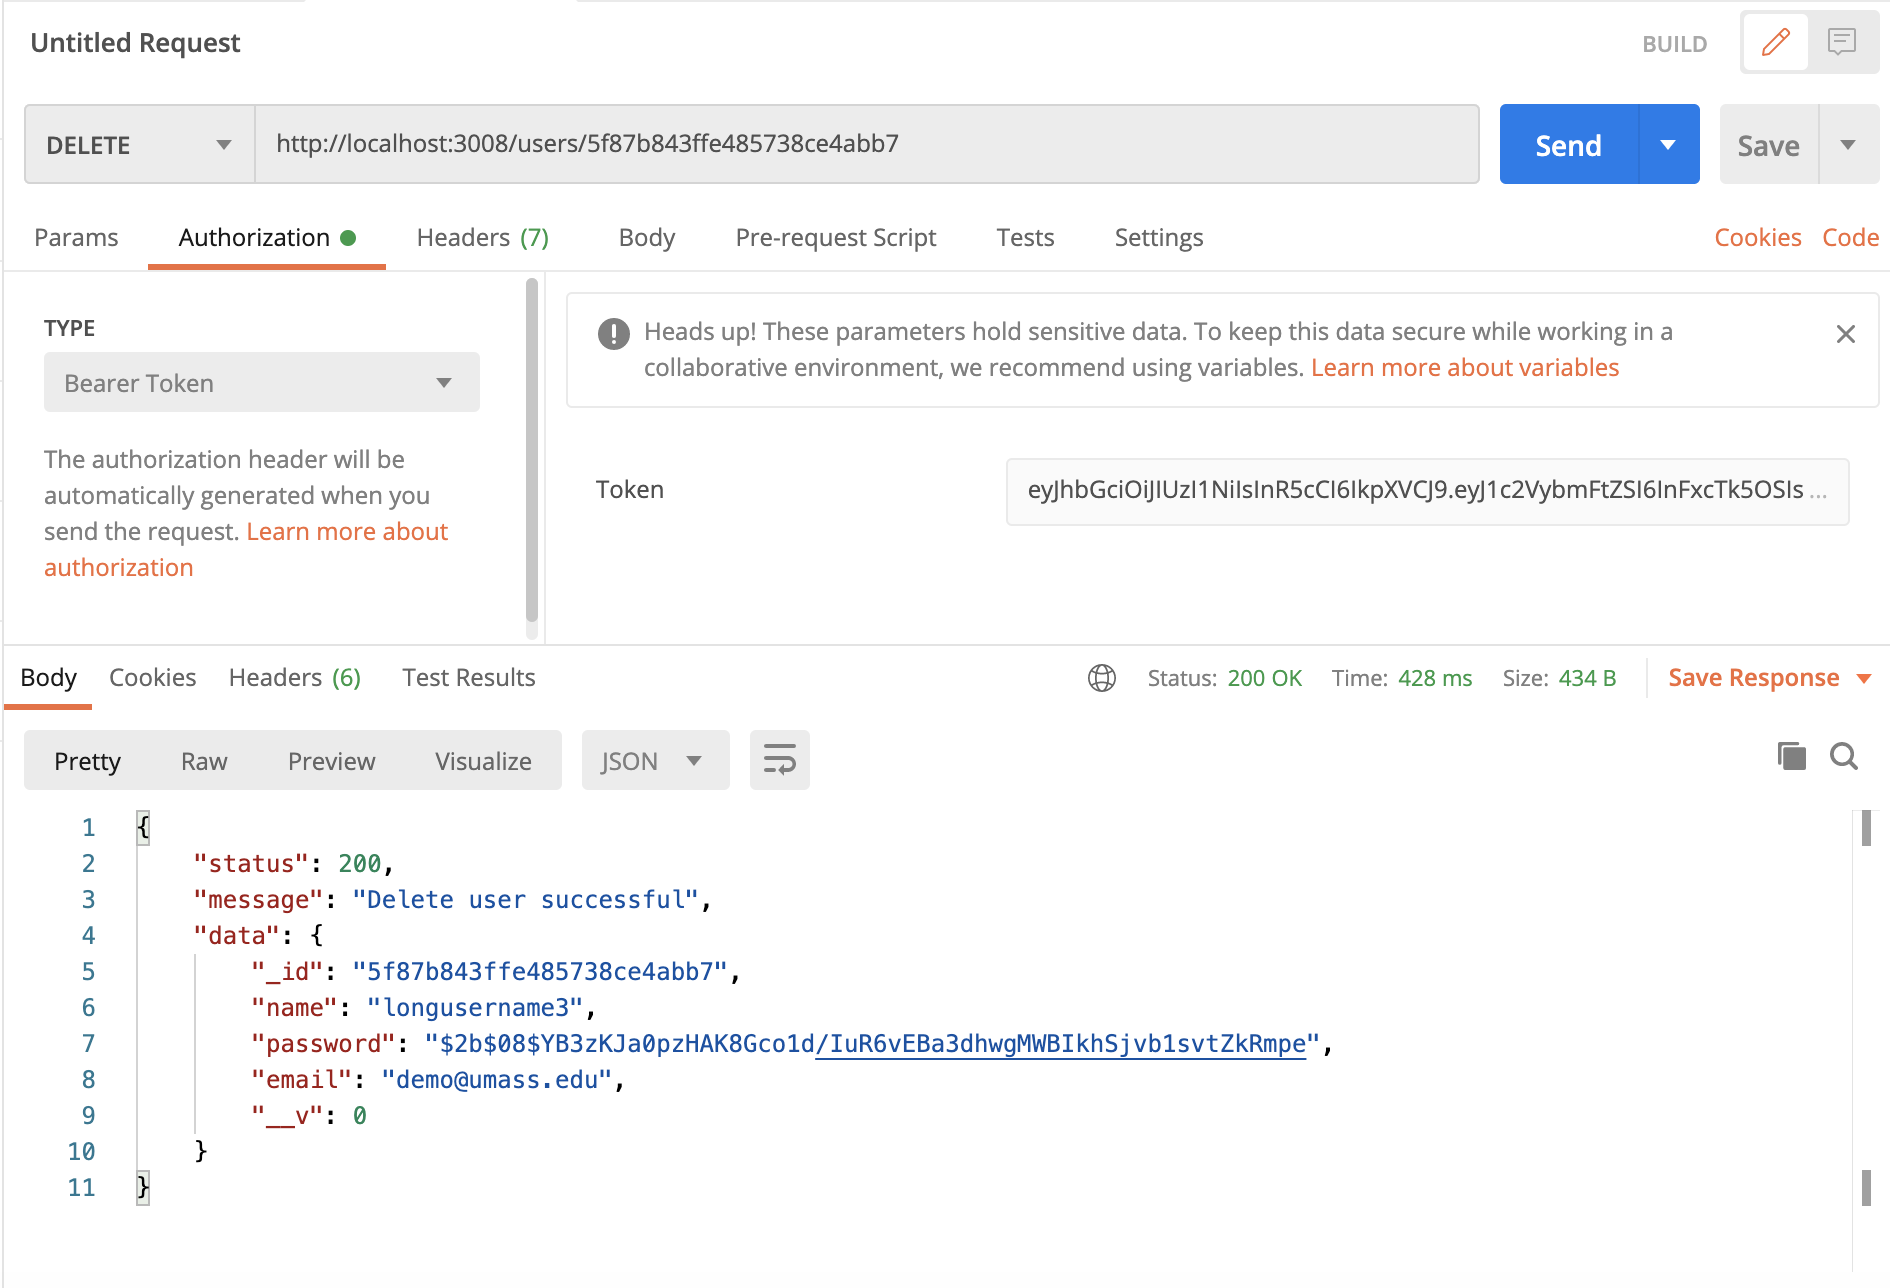 Untitled Request
BUILD
DELETE http://localhost:3008/users/5f87b843ffe485738ce4abb7 Send Save
Params Authorization Headers (7) Body Pre-request Script Tests Settings Cookies Code
TYPE
Bearer Token
The authorization header will be
automatically generated when you
send the request. Learn more about
authorization
Heads up! These parameters hold sensitive data. To keep this data secure while working in a
collaborative environment, we recommend using variables. Learn more about variables
Token eyJhbGciOiJIUzI1NiIsInR5cCI6IkpXVCJ9.eyJ1c2VybmFtZSI6InFxcTk5OSIs ...
Body Cookies Headers (6) Test Results Status: 200 OK Time: 428 ms Size: 434 B Save Response
Pretty Raw Preview Visualize JSON
1 {
2 "status": 200,
3 "message": "Delete user successful",
4 "data": {
5 "_id": "5f87b843ffe485738ce4abb7",
6 "name": "longusername3",
7 "password": "$2b$08$YB3zKJa0pzHAK8Gco1d/IuR6vEBa3dhwgMWBIkhSjvb1svtZkRmpe",
8 "email": "demo@umass.edu",
9 "__v": 0
10 }
11 }